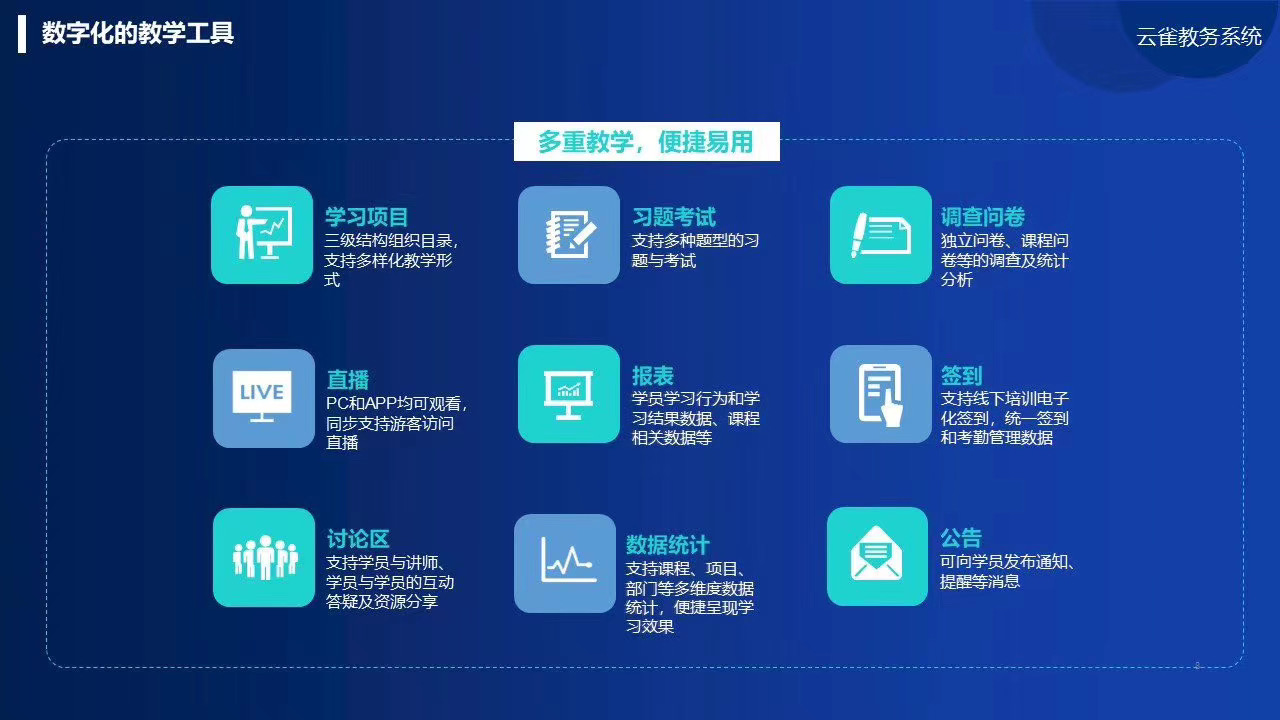 数字化的教学工具
云雀教务系统
多重教学，便捷易用
学习项目
三级结构组织目录，
支持多样化教学形
式
习题考试
支持多种题型的习
题与考试
调查问卷
独立问卷、课程问
卷等的调查及统计
分析
LIVE
直播
PC和APP均可观看，
同步支持游客访问
直播
报表
学员学习行为和学
习结果数据、课程
相关数据等
签到
支持线下培训电子
化签到，统一签到
和考勤管理数据
讨论区
支持学员与讲师、
学员与学员的互动
答疑及资源分享
数据统计
支持课程、项目、
部门等多维度数据
统计，便捷呈现学
习效果
公告
可向学员发布通知、
提醒等消息
8